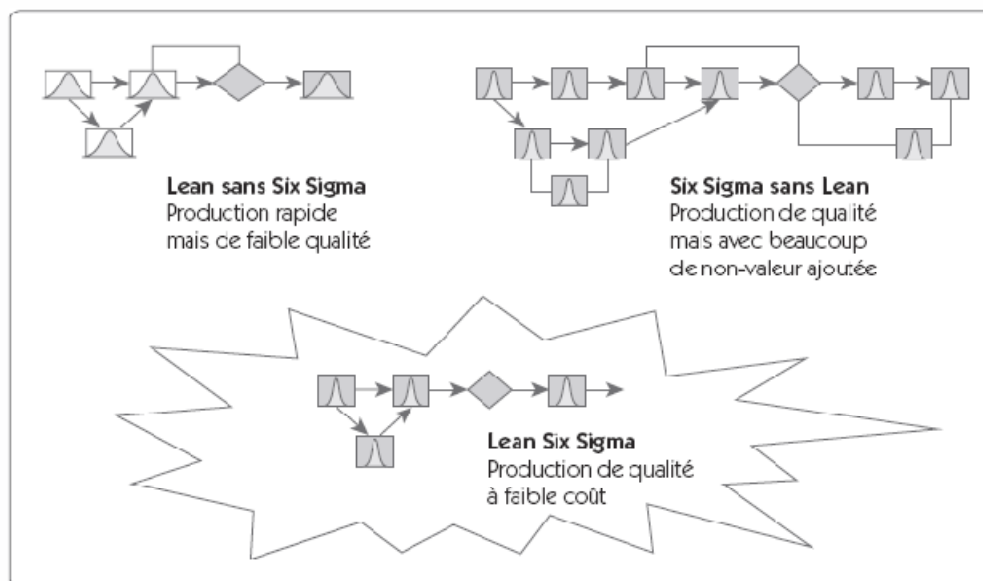 Lean sans Six Sigma
Production rapide
mais de faible qualité
Six Sigma sans Lean
Production de qualité
mais avec beaucoup
de non-valeur ajoutée
Lean Six Sigma
Production de qualité
à faible coût